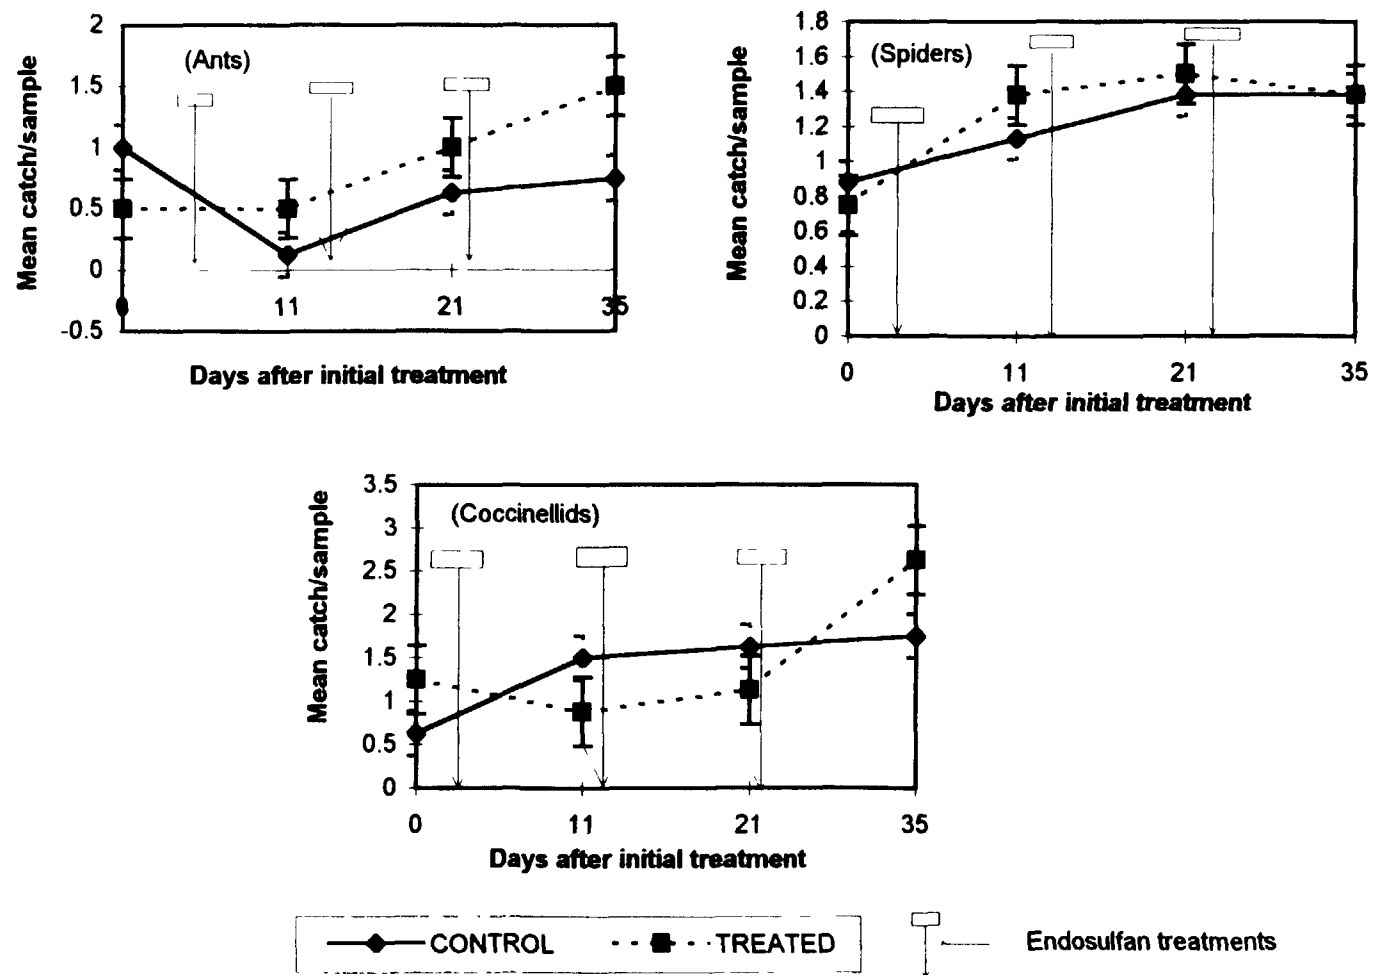 (Ants)
Mean catch/sample
2
1.5
1
0.5
0
-0.5
0 11 21 35
Days after initial treatment
(Spiders)
Mean catch/sample
1.8
1.6
1.4
1.2
1
0.8
0.6
0.4
0.2
0
0 11 21 35
Days after initial treatment
(Coccinellids)
Mean catch/sample
3.5
3
2.5
2
1.5
1
0.5
0
0 11 21 35
Days after initial treatment
CONTROL TREATED Endosulfan treatments